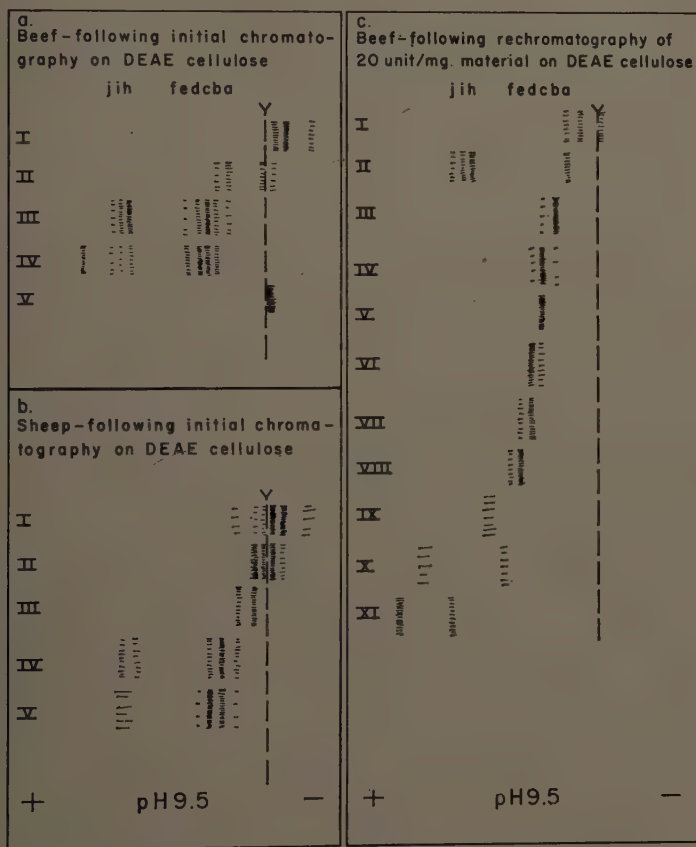 a.
Beef-following initial chromato-
graphy on DEAE cellulose
jih fedcba
I
II
III
IV
V
b.
Sheep-following initial chroma-
tography on DEAE cellulose
I
II
III
IV
V
+ pH9.5 -
c.
Beef-following rechromatography of
20 unit/mg. material on DEAE cellulose
jih fedcba
I
II
III
IV
V
VI
VII
VIII
IX
X
XI
+ pH9.5 -